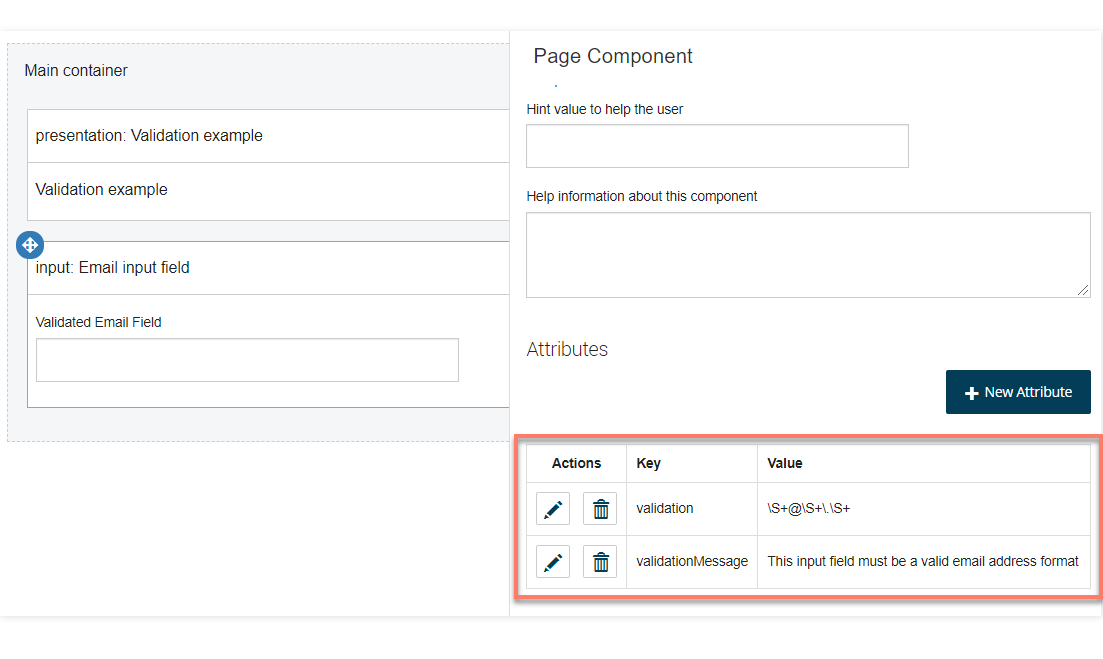 Main container
presentation: Validation example
Validation example
input: Email input field
Validated Email Field
Page Component
Hint value to help the user
Help information about this component
Attributes
New Attribute
Actions Key Value
validation \S+@\S+\.\S+
validationMessage This input field must be a valid email address format